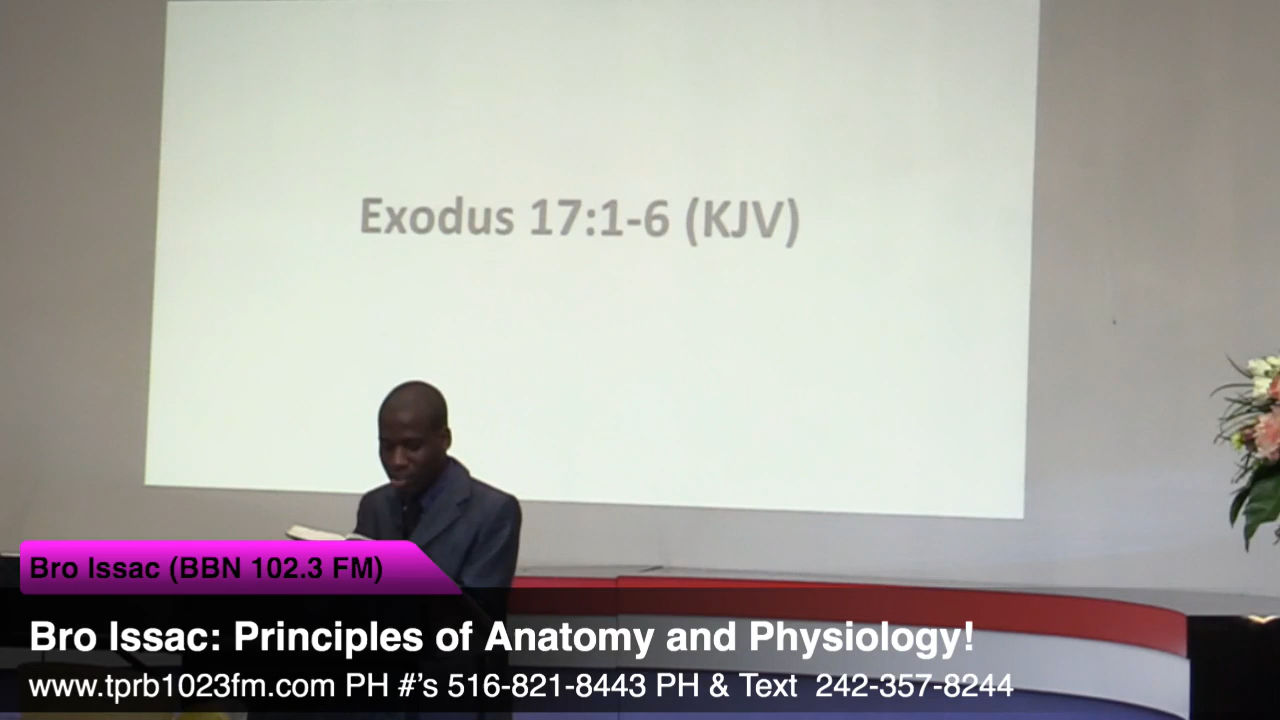 Exodus 17:1-6 (KJV)
Bro Issac (BBN 102.3 FM)
Bro Issac: Principles of Anatomy and Physiology!
www.tprb1023fm.com PH #’s 516-821-8443 PH & Text 242-357-8244